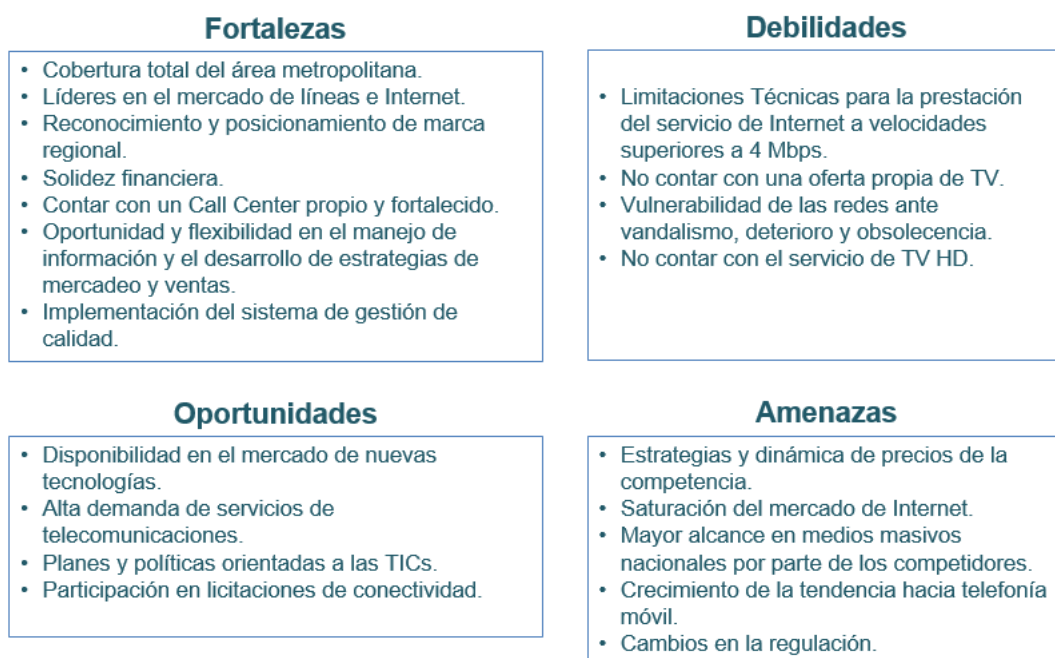 Fortalezas
• Cobertura total del área metropolitana.
• Líderes en el mercado de líneas e Internet.
• Reconocimiento y posicionamiento de marca
regional.
• Solidez financiera.
• Contar con un Call Center propio y fortalecido.
• Oportunidad y flexibilidad en el manejo de
información y el desarrollo de estrategias de
mercadeo y ventas.
• Implementación del sistema de gestión de
calidad.
Debilidades
• Limitaciones Técnicas para la prestación
del servicio de Internet a velocidades
superiores a 4 Mbps.
• No contar con una oferta propia de TV.
• Vulnerabilidad de las redes ante
vandalismo, deterioro y obsolecencia.
• No contar con el servicio de TV HD.
Oportunidades
• Disponibilidad en el mercado de nuevas
tecnologías.
• Alta demanda de servicios de
telecomunicaciones.
• Planes y políticas orientadas a las TICs.
• Participación en licitaciones de conectividad.
Amenazas
• Estrategias y dinámica de precios de la
competencia.
• Saturación del mercado de Internet.
• Mayor alcance en medios masivos
nacionales por parte de los competidores.
• Crecimiento de la tendencia hacia telefonía
móvil.
• Cambios en la regulación.